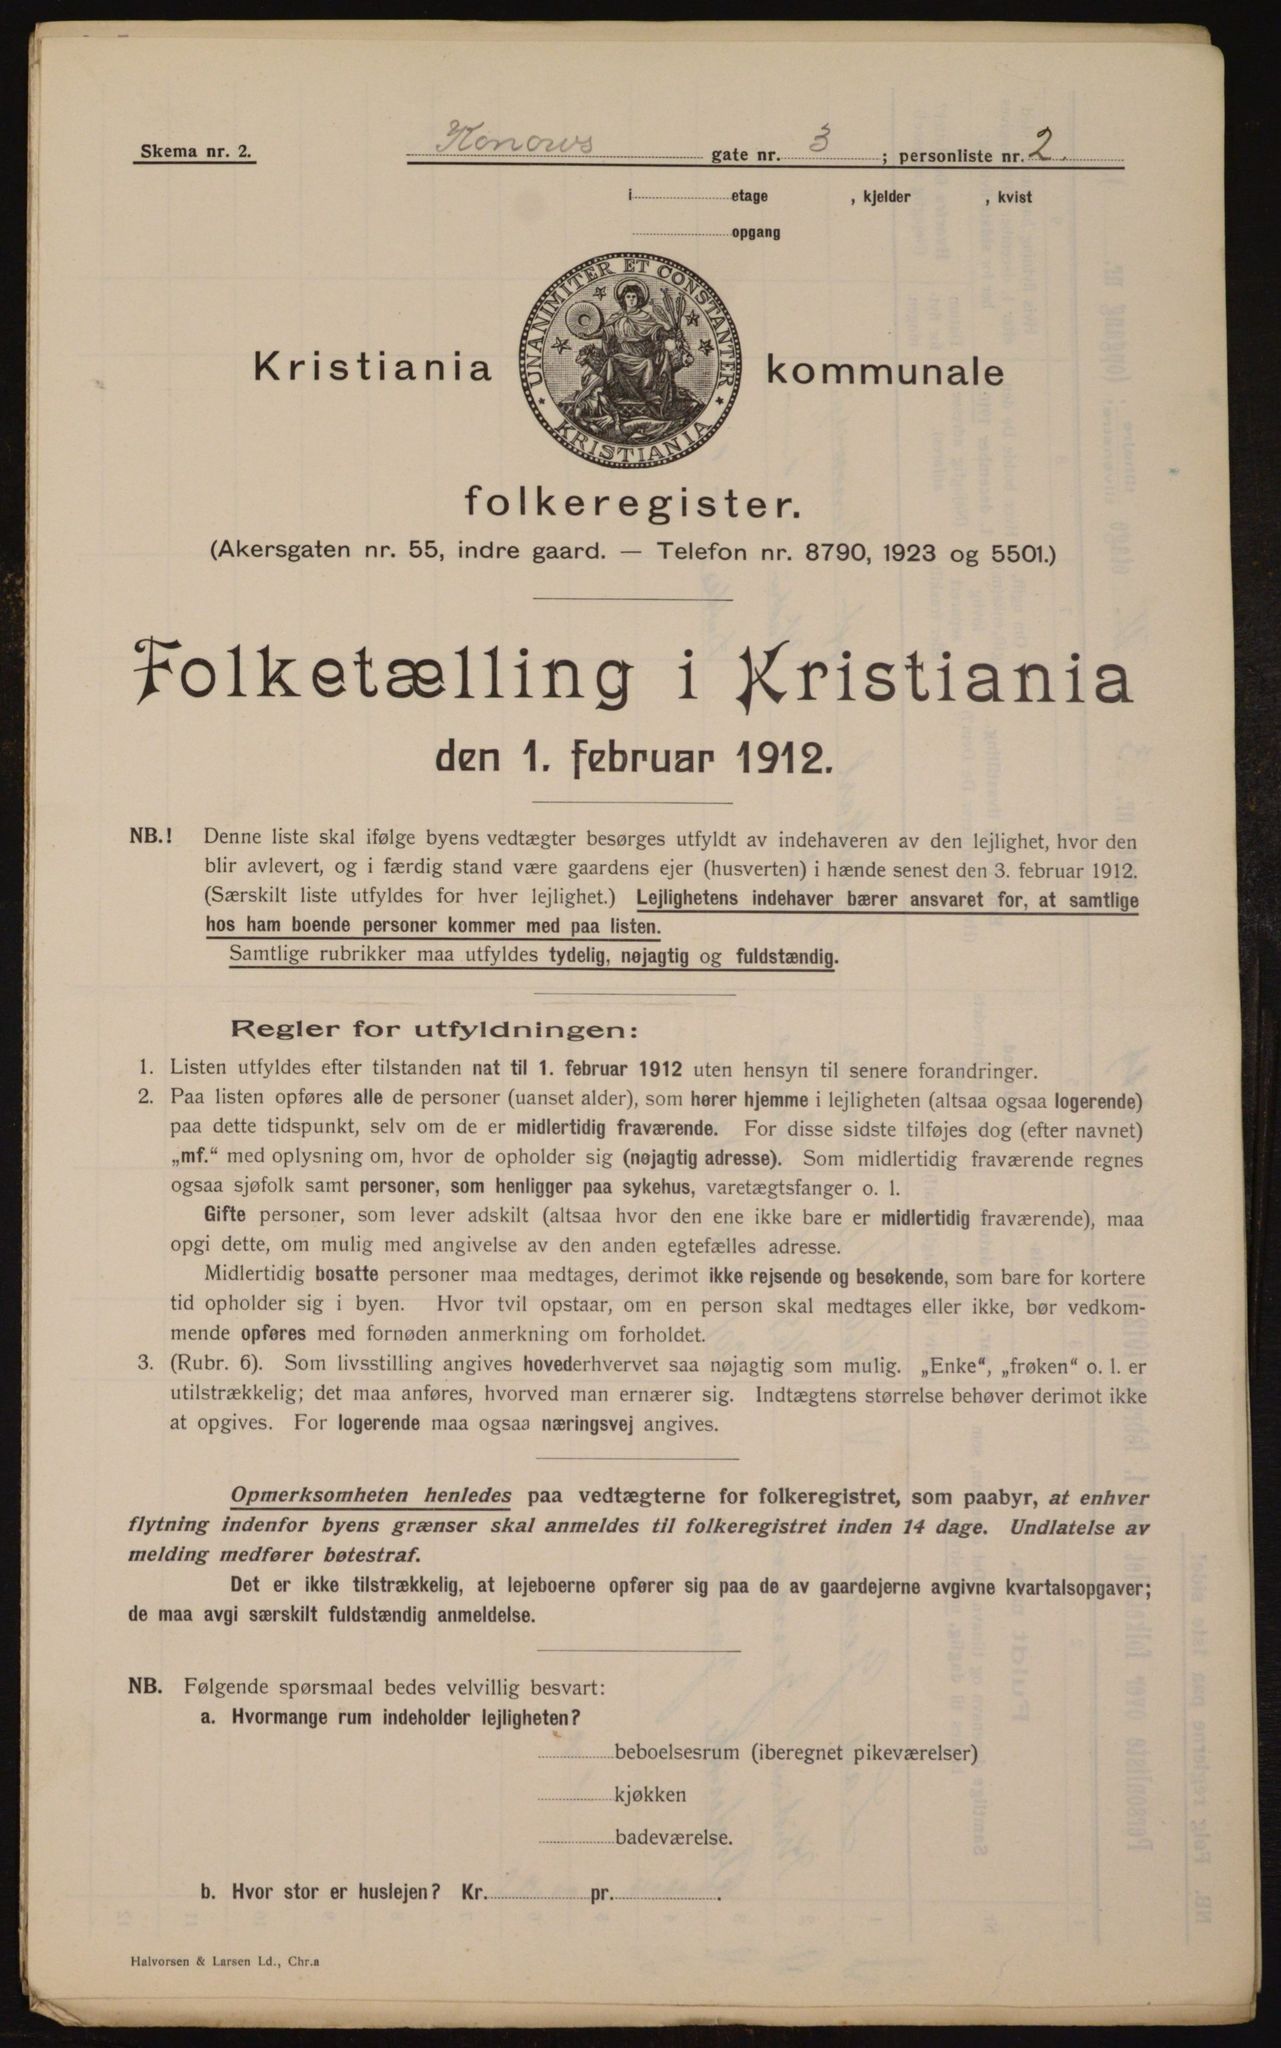 Skema nr. 2.
Konows gate nr. 3 ; personliste nr. 2.
i etage , kjelder , kvist
opgang
UNANIMITER ET CONSTANTER
KRISTIANIA
Kristiania kommunale
folkeregister.
(Akersgaten nr. 55, indre gaard. — Telefon nr. 8790, 1923 og 5501.)
Folketælling i Kristiania
den 1. februar 1912.
NB.! Denne liste skal ifølge byens vedtægter besørges utfyldt av indehaveren av den lejlighet, hvor den
blir avlevert, og i færdig stand være gaardens ejer (husverten) i hænde senest den 3. februar 1912.
(Særskilt liste utfyldes for hver lejlighet.) Lejlighetens indehaver bærer ansvaret for, at samtlige
hos ham boende personer kommer med paa listen.
Samtlige rubrikker maa utfyldes tydelig, nøjagtig og fuldstændig.
Regler for utfyldningen:
1. Listen utfyldes efter tilstanden nat til 1. februar 1912 uten hensyn til senere forandringer.
2. Paa listen opføres alle de personer (uanset alder), som hører hjemme i lejligheten (altsaa ogsaa logerende)
paa dette tidspunkt, selv om de er midlertidig fraværende. For disse sidste tilføjes dog (efter navnet)
„mf.“ med oplysning om, hvor de opholder sig (nøjagtig adresse). Som midlertidig fraværende regnes
ogsaa sjøfolk samt personer, som henligger paa sykehus, varetægtsfanger o. l.
Gifte personer, som lever adskilt (altsaa hvor den ene ikke bare er midlertidig fraværende), maa
opgi dette, om mulig med angivelse av den anden egtefælles adresse.
Midlertidig bosatte personer maa medtages, derimot ikke rejsende og besøkende, som bare for kortere
tid opholder sig i byen. Hvor tvil opstaar, om en person skal medtages eller ikke, bør vedkom-
mende opføres med fornøden anmerkning om forholdet.
3. (Rubr. 6). Som livsstilling angives hovederhvervet saa nøjagtig som mulig. „Enke“, „frøken“ o. l. er
utilstrækkelig; det maa anføres, hvorved man ernærer sig. Indtægtens størrelse behøver derimot ikke
at opgives. For logerende maa ogsaa næringsvej angives.
Opmerksomheten henledes paa vedtægterne for folkeregistret, som paabyr, at enhver
flytning indenfor byens grænser skal anmeldes til folkeregistret inden 14 dage. Undlatelse av
melding medfører bøtestraf.
Det er ikke tilstrækkelig, at lejeboerne opfører sig paa de av gaardejerne avgivne kvartalsopgaver;
de maa avgi særskilt fuldstændig anmeldelse.
NB. Følgende spørsmaal bedes velvillig besvart:
a. Hvormange rum indeholder lejligheten?
beboelsesrum (iberegnet pikeværelser)
kjøkken
badeværelse.
b. Hvor stor er huslejen? Kr. pr. .
Halvorsen & Larsen Ld., Chr.a